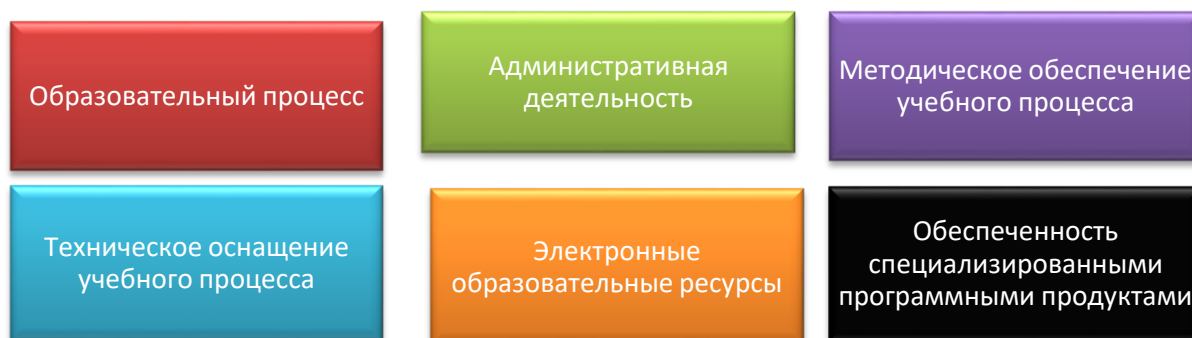 Образовательный процесс
Административная
деятельность
Методическое обеспечение
учебного процесса
Техническое оснащение
учебного процесса
Электронные
образовательные ресурсы
Обеспеченность
специализированными
программными продуктами